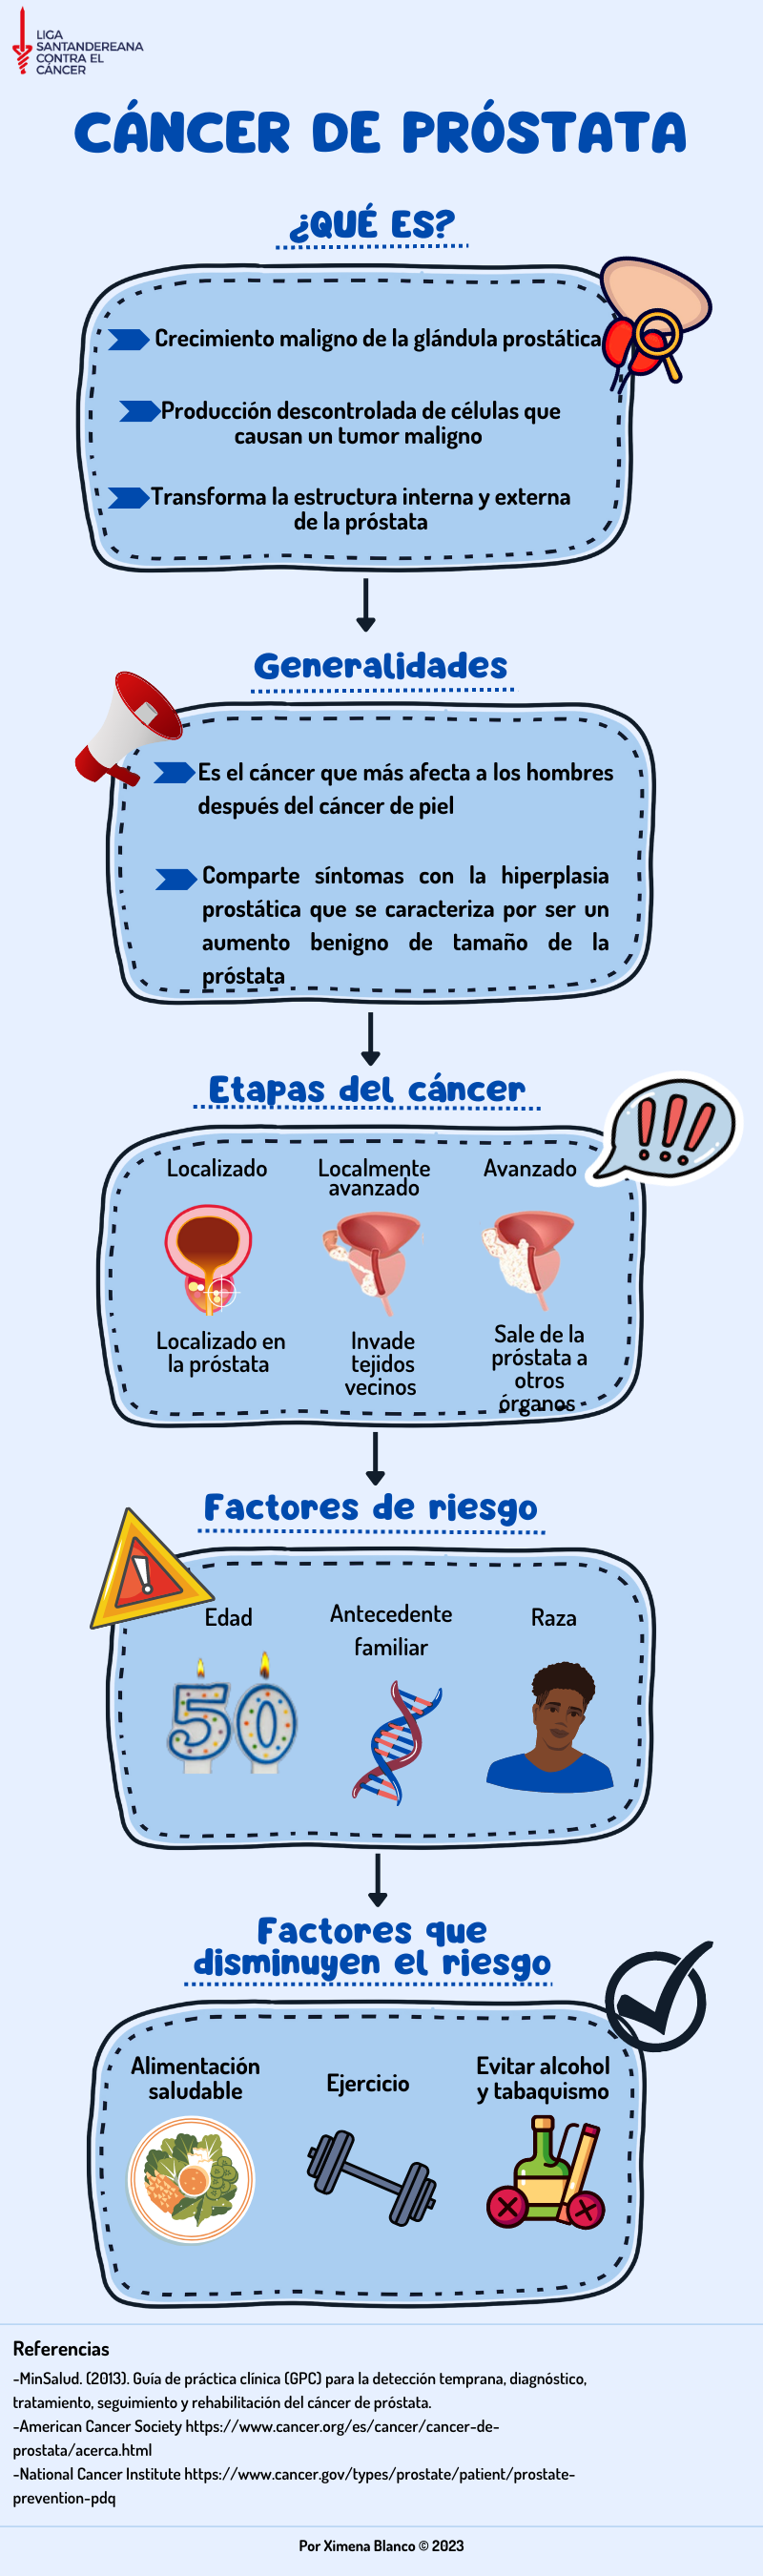 LIGA
SANTANDEREANA
CONTRA EL
CÁNCER
CÁNCER DE PRÓSTATA
¿QUÉ ES?
Crecimiento maligno de la glándula prostática
Producción descontrolada de células que
causan un tumor maligno
Transforma la estructura interna y externa
de la próstata
Generalidades
Es el cáncer que más afecta a los hombres
después del cáncer de piel
Comparte síntomas con la hiperplasia
prostática que se caracteriza por ser un
aumento benigno de tamaño de la
próstata
Etapas del cáncer
!!!
Localizado
Localmente
avanzado
Avanzado
Localizado en
la próstata
Invade
tejidos
vecinos
Sale de la
próstata a
otros
órganos
Factores de riesgo
!
Edad
Antecedente
familiar
Raza
50
Factores que
disminuyen el riesgo
Alimentación
saludable
Ejercicio
Evitar alcohol
y tabaquismo
Referencias
-MinSalud. (2013). Guía de práctica clínica (GPC) para la detección temprana, diagnóstico,
tratamiento, seguimiento y rehabilitación del cáncer de próstata.
-American Cancer Society https://www.cancer.org/es/cancer/cancer-de-
prostata/acerca.html
-National Cancer Institute https://www.cancer.gov/types/prostate/patient/prostate-
prevention-pdq
Por Ximena Blanco © 2023